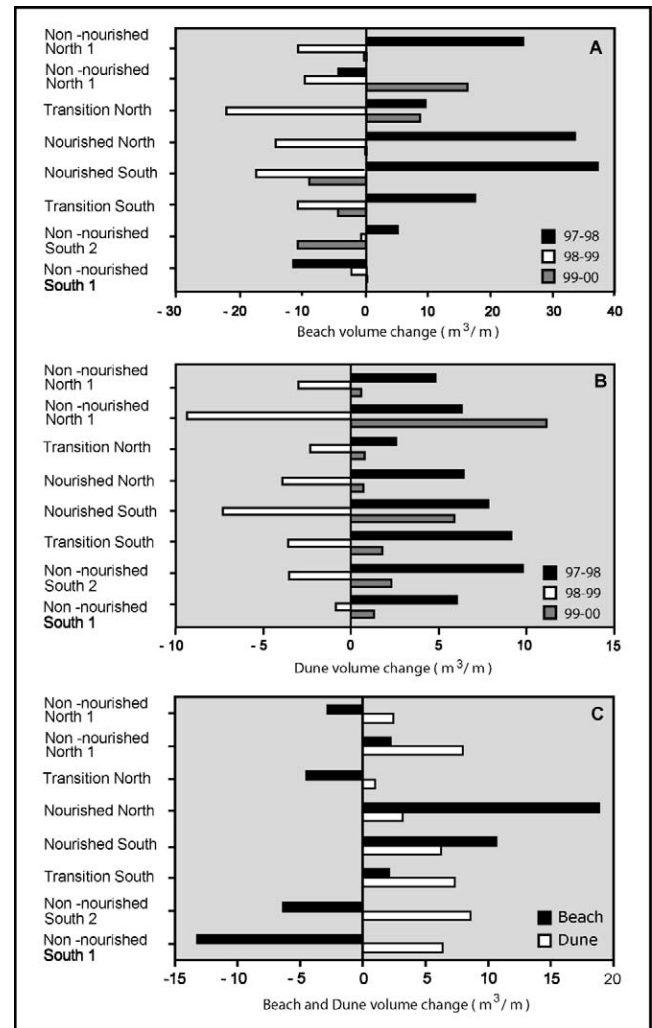 A
Non -nourished
North 1
Non -nourished
North 1
Transition North
Nourished North
Nourished South
Transition South
Non -nourished
South 2
Non -nourished
South 1
97-98
98-99
99-00
- 30 - 20 - 10 0 10 20 30 40
Beach volume change ( m³/ m )
B
Non -nourished
North 1
Non -nourished
North 1
Transition North
Nourished North
Nourished South
Transition South
Non -nourished
South 2
Non -nourished
South 1
97-98
98-99
99-00
- 10 - 5 0 5 10 15
Dune volume change ( m³/ m )
C
Non -nourished
North 1
Non -nourished
North 1
Transition North
Nourished North
Nourished South
Transition South
Non -nourished
South 2
Non -nourished
South 1
Beach
Dune
-15 - 10 - 5 0 5 10 15 20
Beach and Dune volume change ( m³/ m )